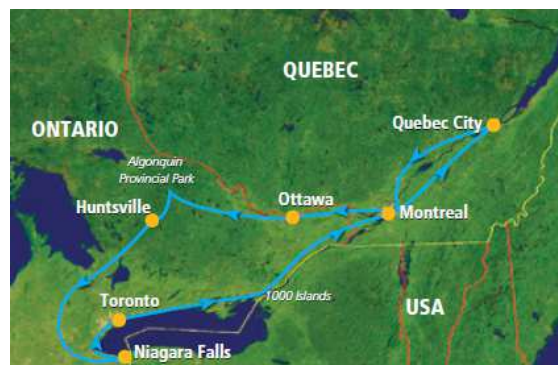 QUEBEC
Quebec City
ONTARIO
Algonquin
Provincial Park
Huntsville
Ottawa
Montreal
1000 Islands
Toronto
USA
Niagara Falls